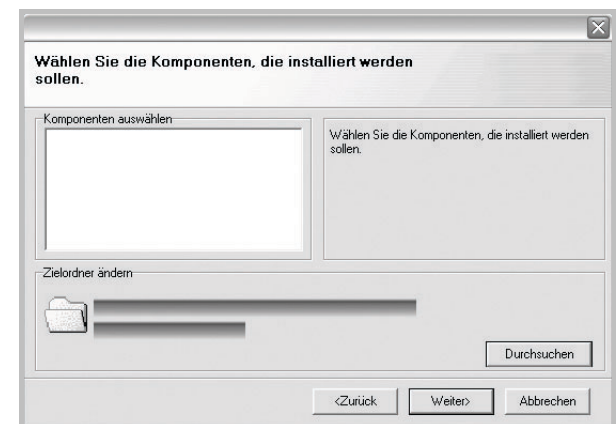 Wählen Sie die Komponenten, die installiert werden
sollen.
Komponenten auswählen
Wählen Sie die Komponenten, die installiert werden
sollen.
Zielordner ändern
Durchsuchen
<Zurück
Weiter>
Abbrechen